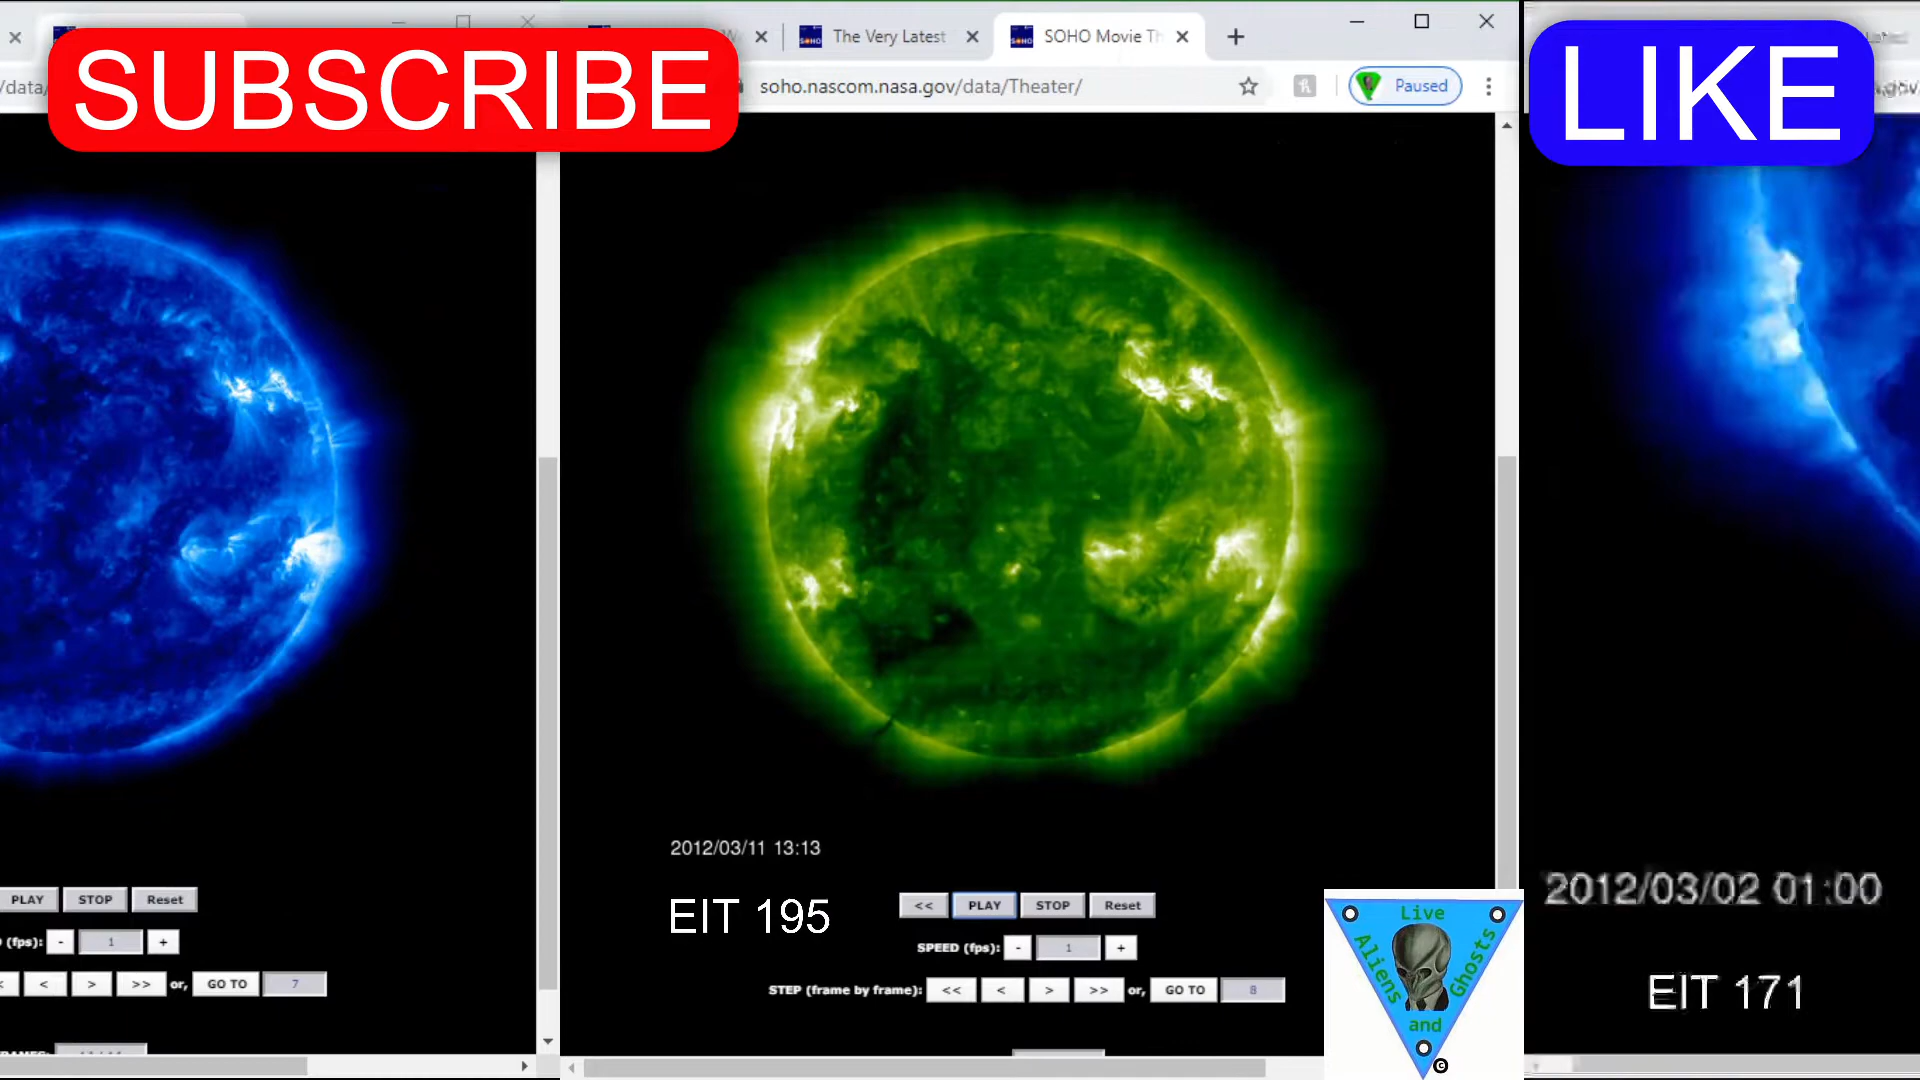 SUBSCRIBE
The Very Latest
SOHO Movie Th
LIKE
/data/
soho.nascom.nasa.gov/data/Theater/
Paused
2012/03/11 13:13
EIT 195
PLAY STOP Reset
(fps): - 1 +
< > >> or, GO TO 7
<< PLAY STOP Reset
SPEED (fps): - 1 +
STEP (frame by frame): << < > >> or, GO TO 8
2012/03/02 01:00
EIT 171
Live
Aliens
and
Ghosts
©